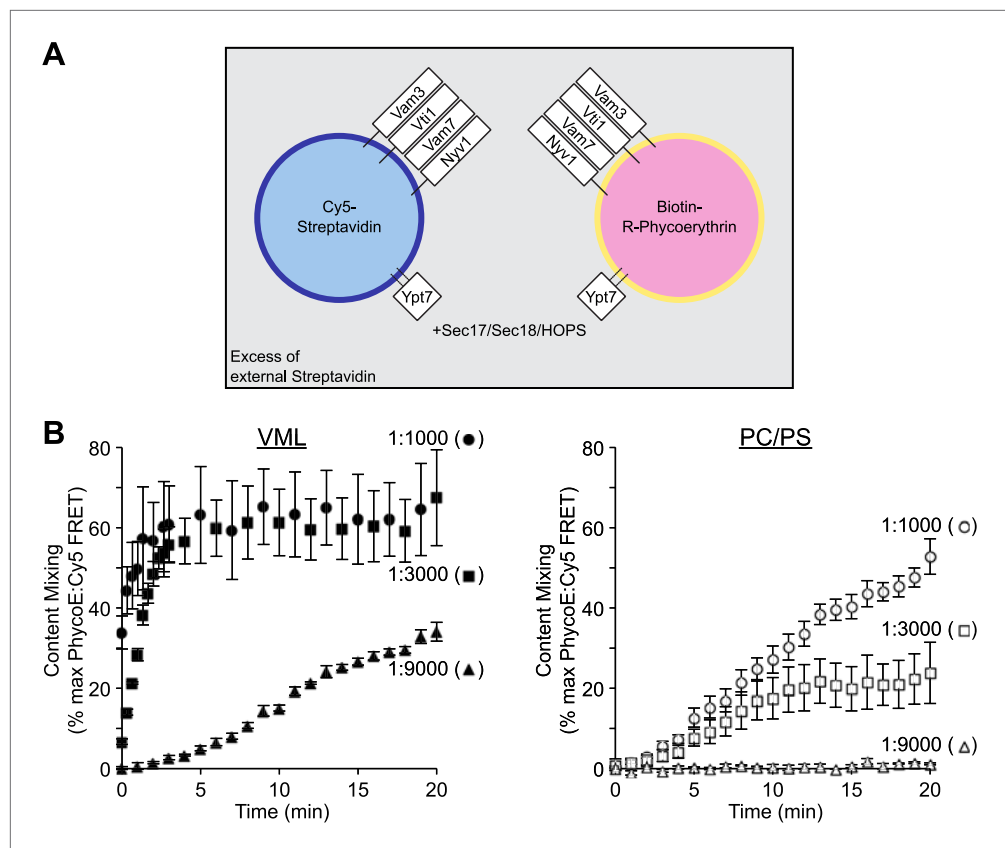 A
Vam3
Vti1
Vam7
Nyv1
Vam3
Vti1
Vam7
Nyv1
Cy5-
Streptavidin
Biotin-
R-Phycoerythrin
Ypt7
Ypt7
+Sec17/Sec18/HOPS
Excess of
external Streptavidin
B
VML
Content Mixing
(% max PhycoE:Cy5 FRET)
80
60
40
20
0
1:1000 (●)
1:3000 (■)
1:9000 (▲)
0 5 10 15 20
Time (min)
PC/PS
Content Mixing
(% max PhycoE:Cy5 FRET)
80
60
40
20
0
1:1000 (○)
1:3000 (□)
1:9000 (△)
0 5 10 15 20
Time (min)